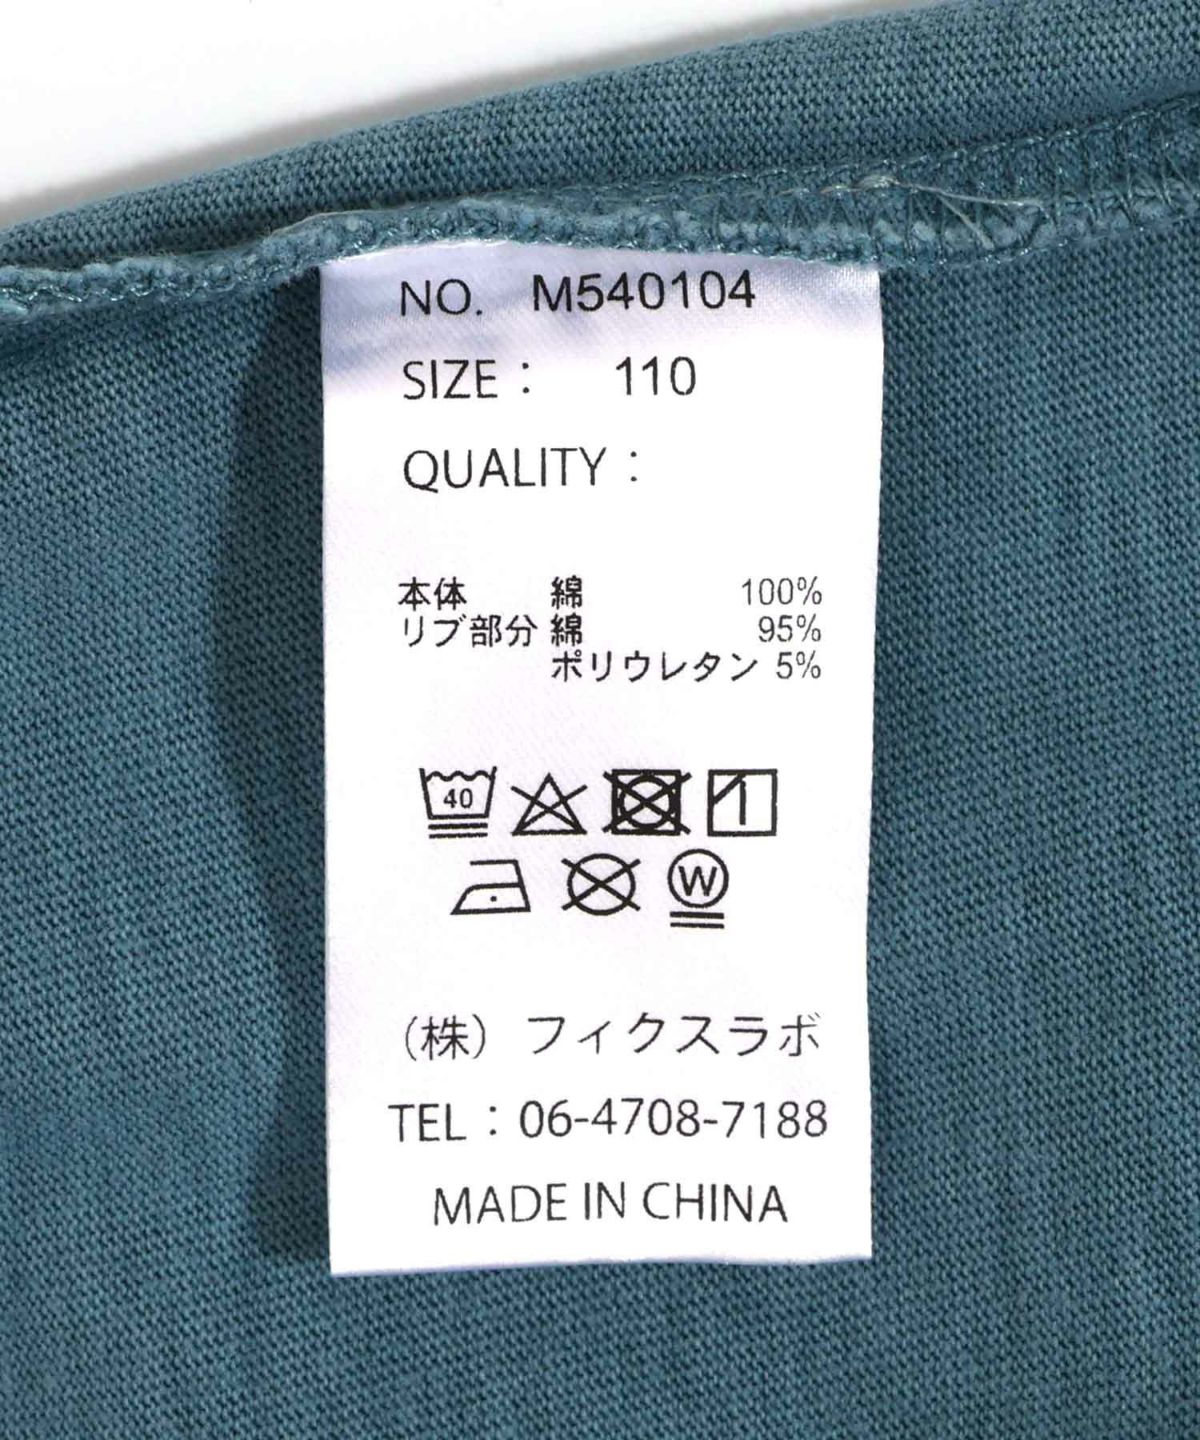 NO. M540104
SIZE： 110
QUALITY：
本体 綿 100%
リブ部分 綿 95%
ポリウレタン 5%
40
W
（株）フィクスラボ
TEL：06-4708-7188
MADE IN CHINA